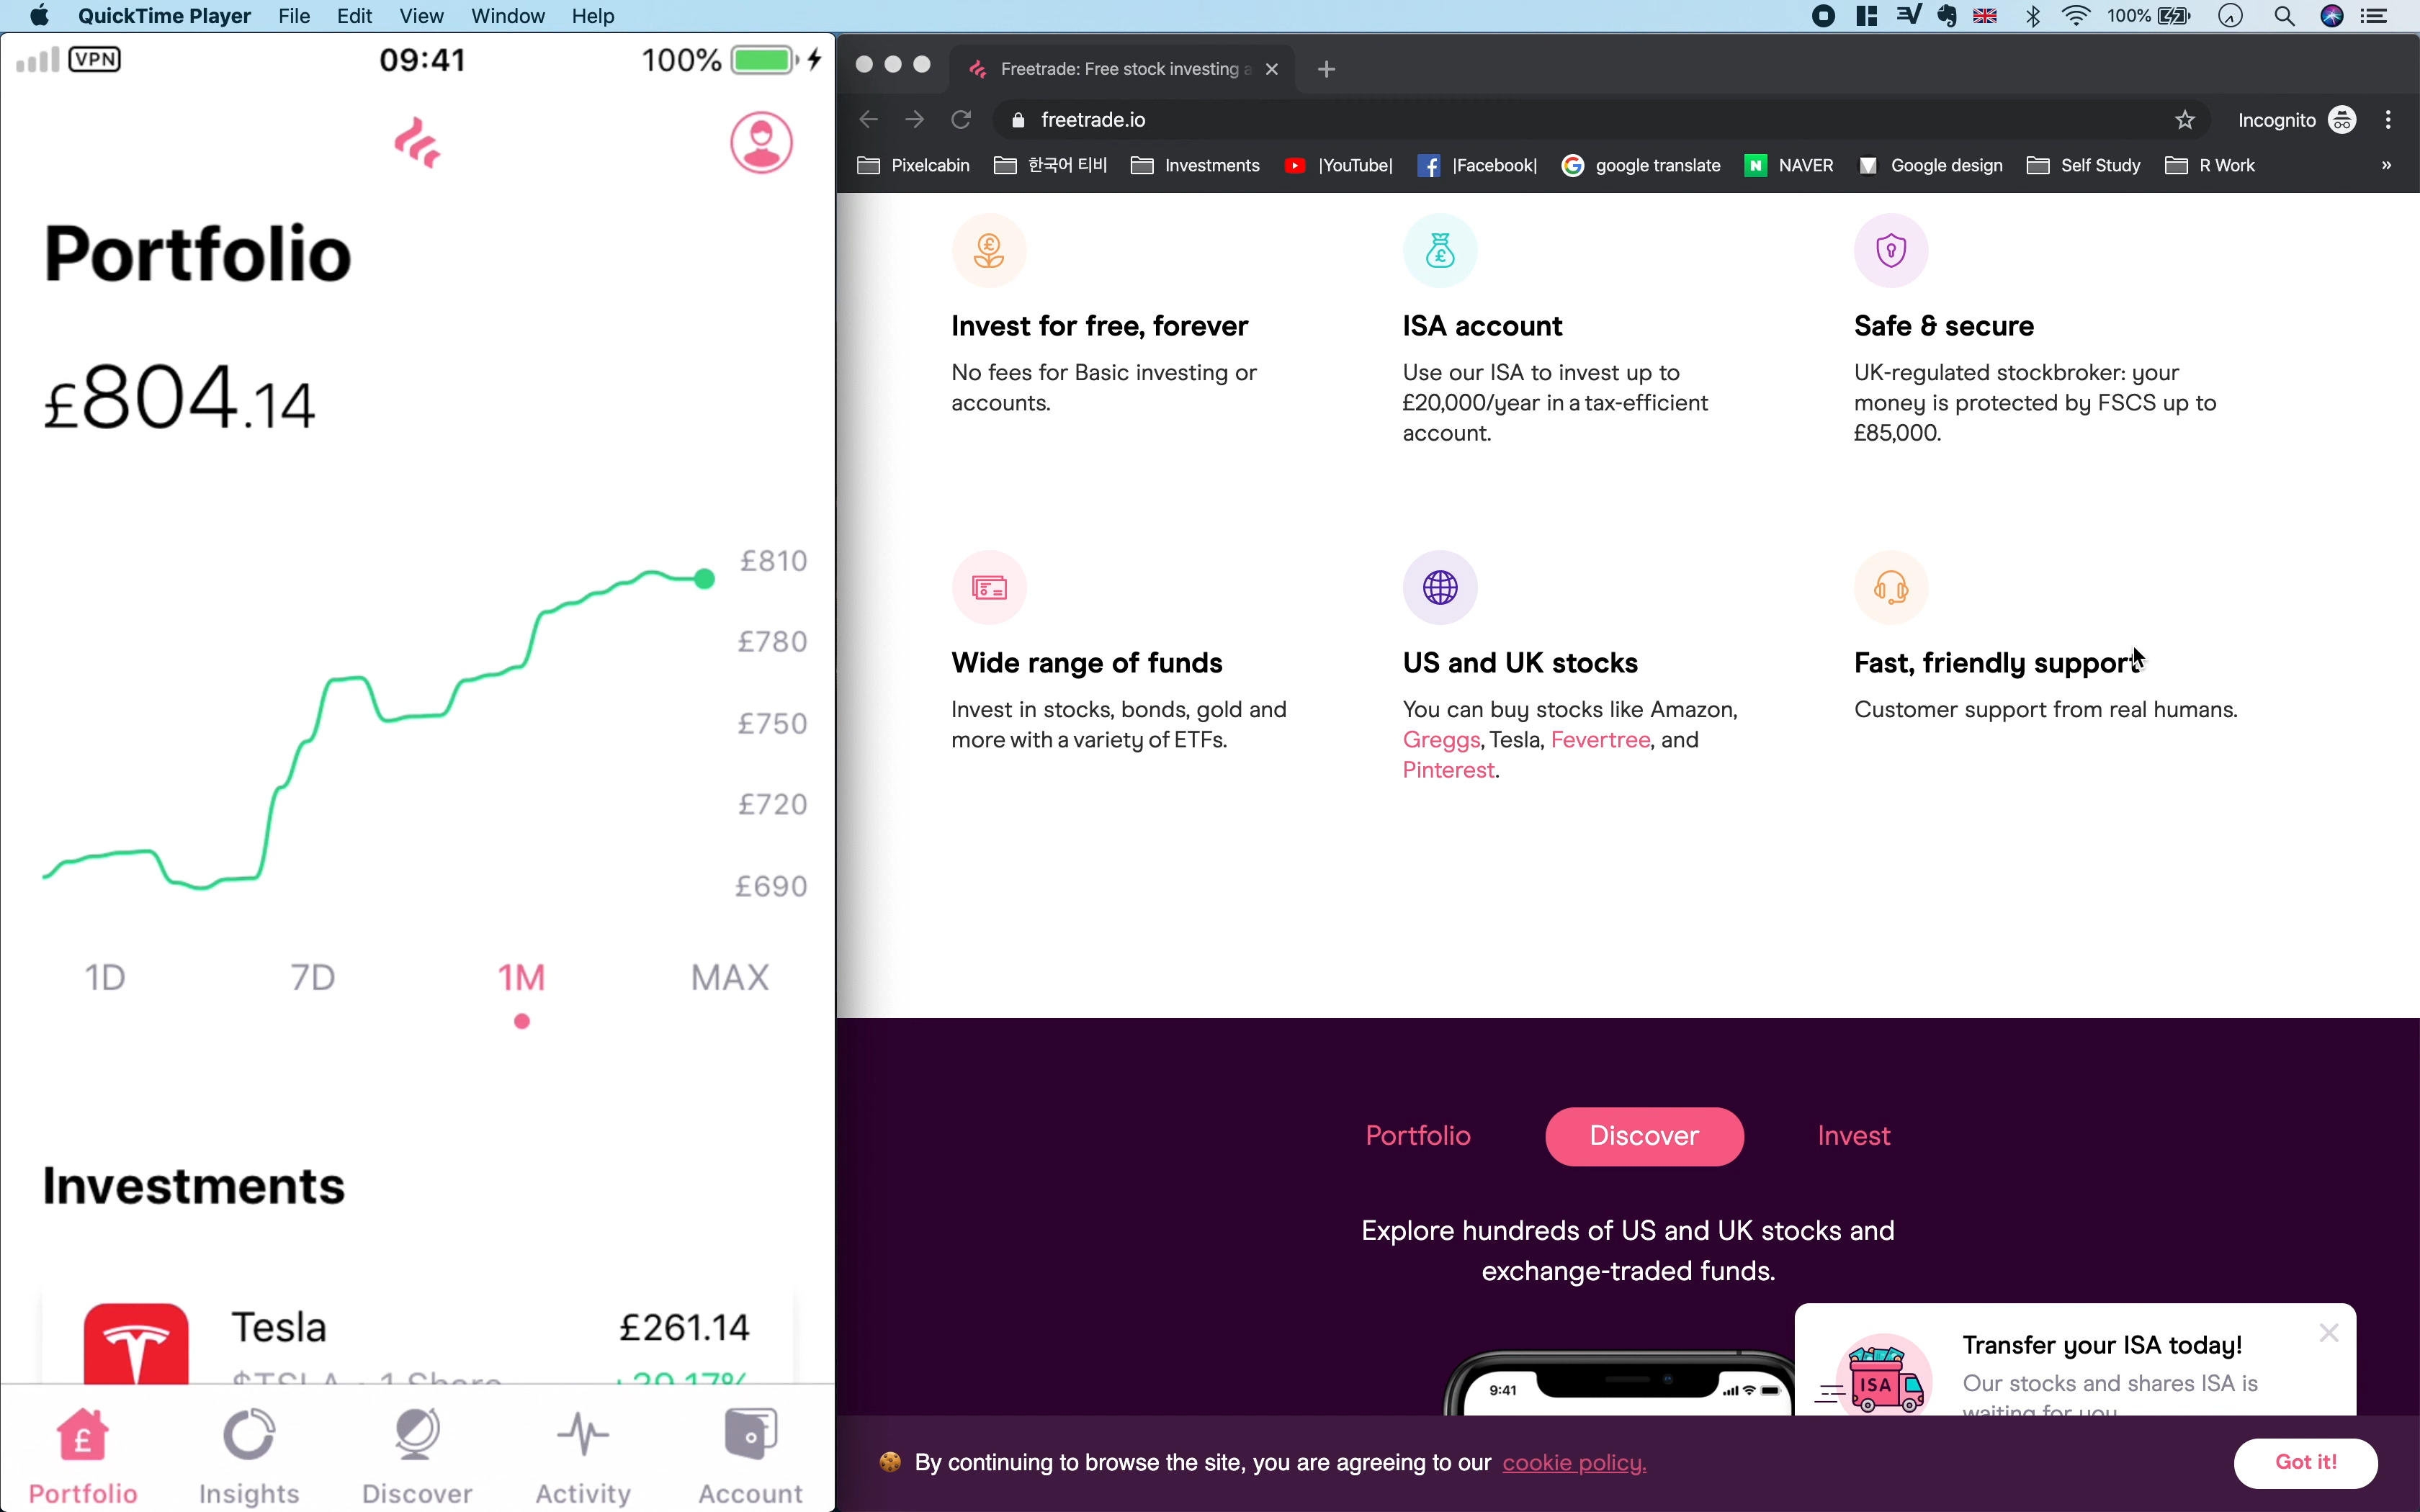 QuickTime Player File Edit View Window Help 100%
VPN 09:41 100%
Portfolio
£804.14
£810
£780
£750
£720
£690
1D 7D 1M MAX
Investments
Tesla £261.14
$TSLA 1 Share
Portfolio Insights Discover Activity Account
Freetrade: Free stock investing
freetrade.io Incognito
Pixelcabin 한국어 티비 Investments |YouTube| |Facebook| google translate NAVER Google design Self Study R Work »
Invest for free, forever
No fees for Basic investing or
accounts.
ISA account
Use our ISA to invest up to
£20,000/year in a tax-efficient
account.
Safe & secure
UK-regulated stockbroker: your
money is protected by FSCS up to
£85,000.
Wide range of funds
Invest in stocks, bonds, gold and
more with a variety of ETFs.
US and UK stocks
You can buy stocks like Amazon,
Greggs, Tesla, Fevertree, and
Pinterest.
Fast, friendly support
Customer support from real humans.
Portfolio Discover Invest
Explore hundreds of US and UK stocks and
exchange-traded funds.
9:41
ISA
Transfer your ISA today!
Our stocks and shares ISA is
waiting for you
By continuing to browse the site, you are agreeing to our cookie policy.
Got it!